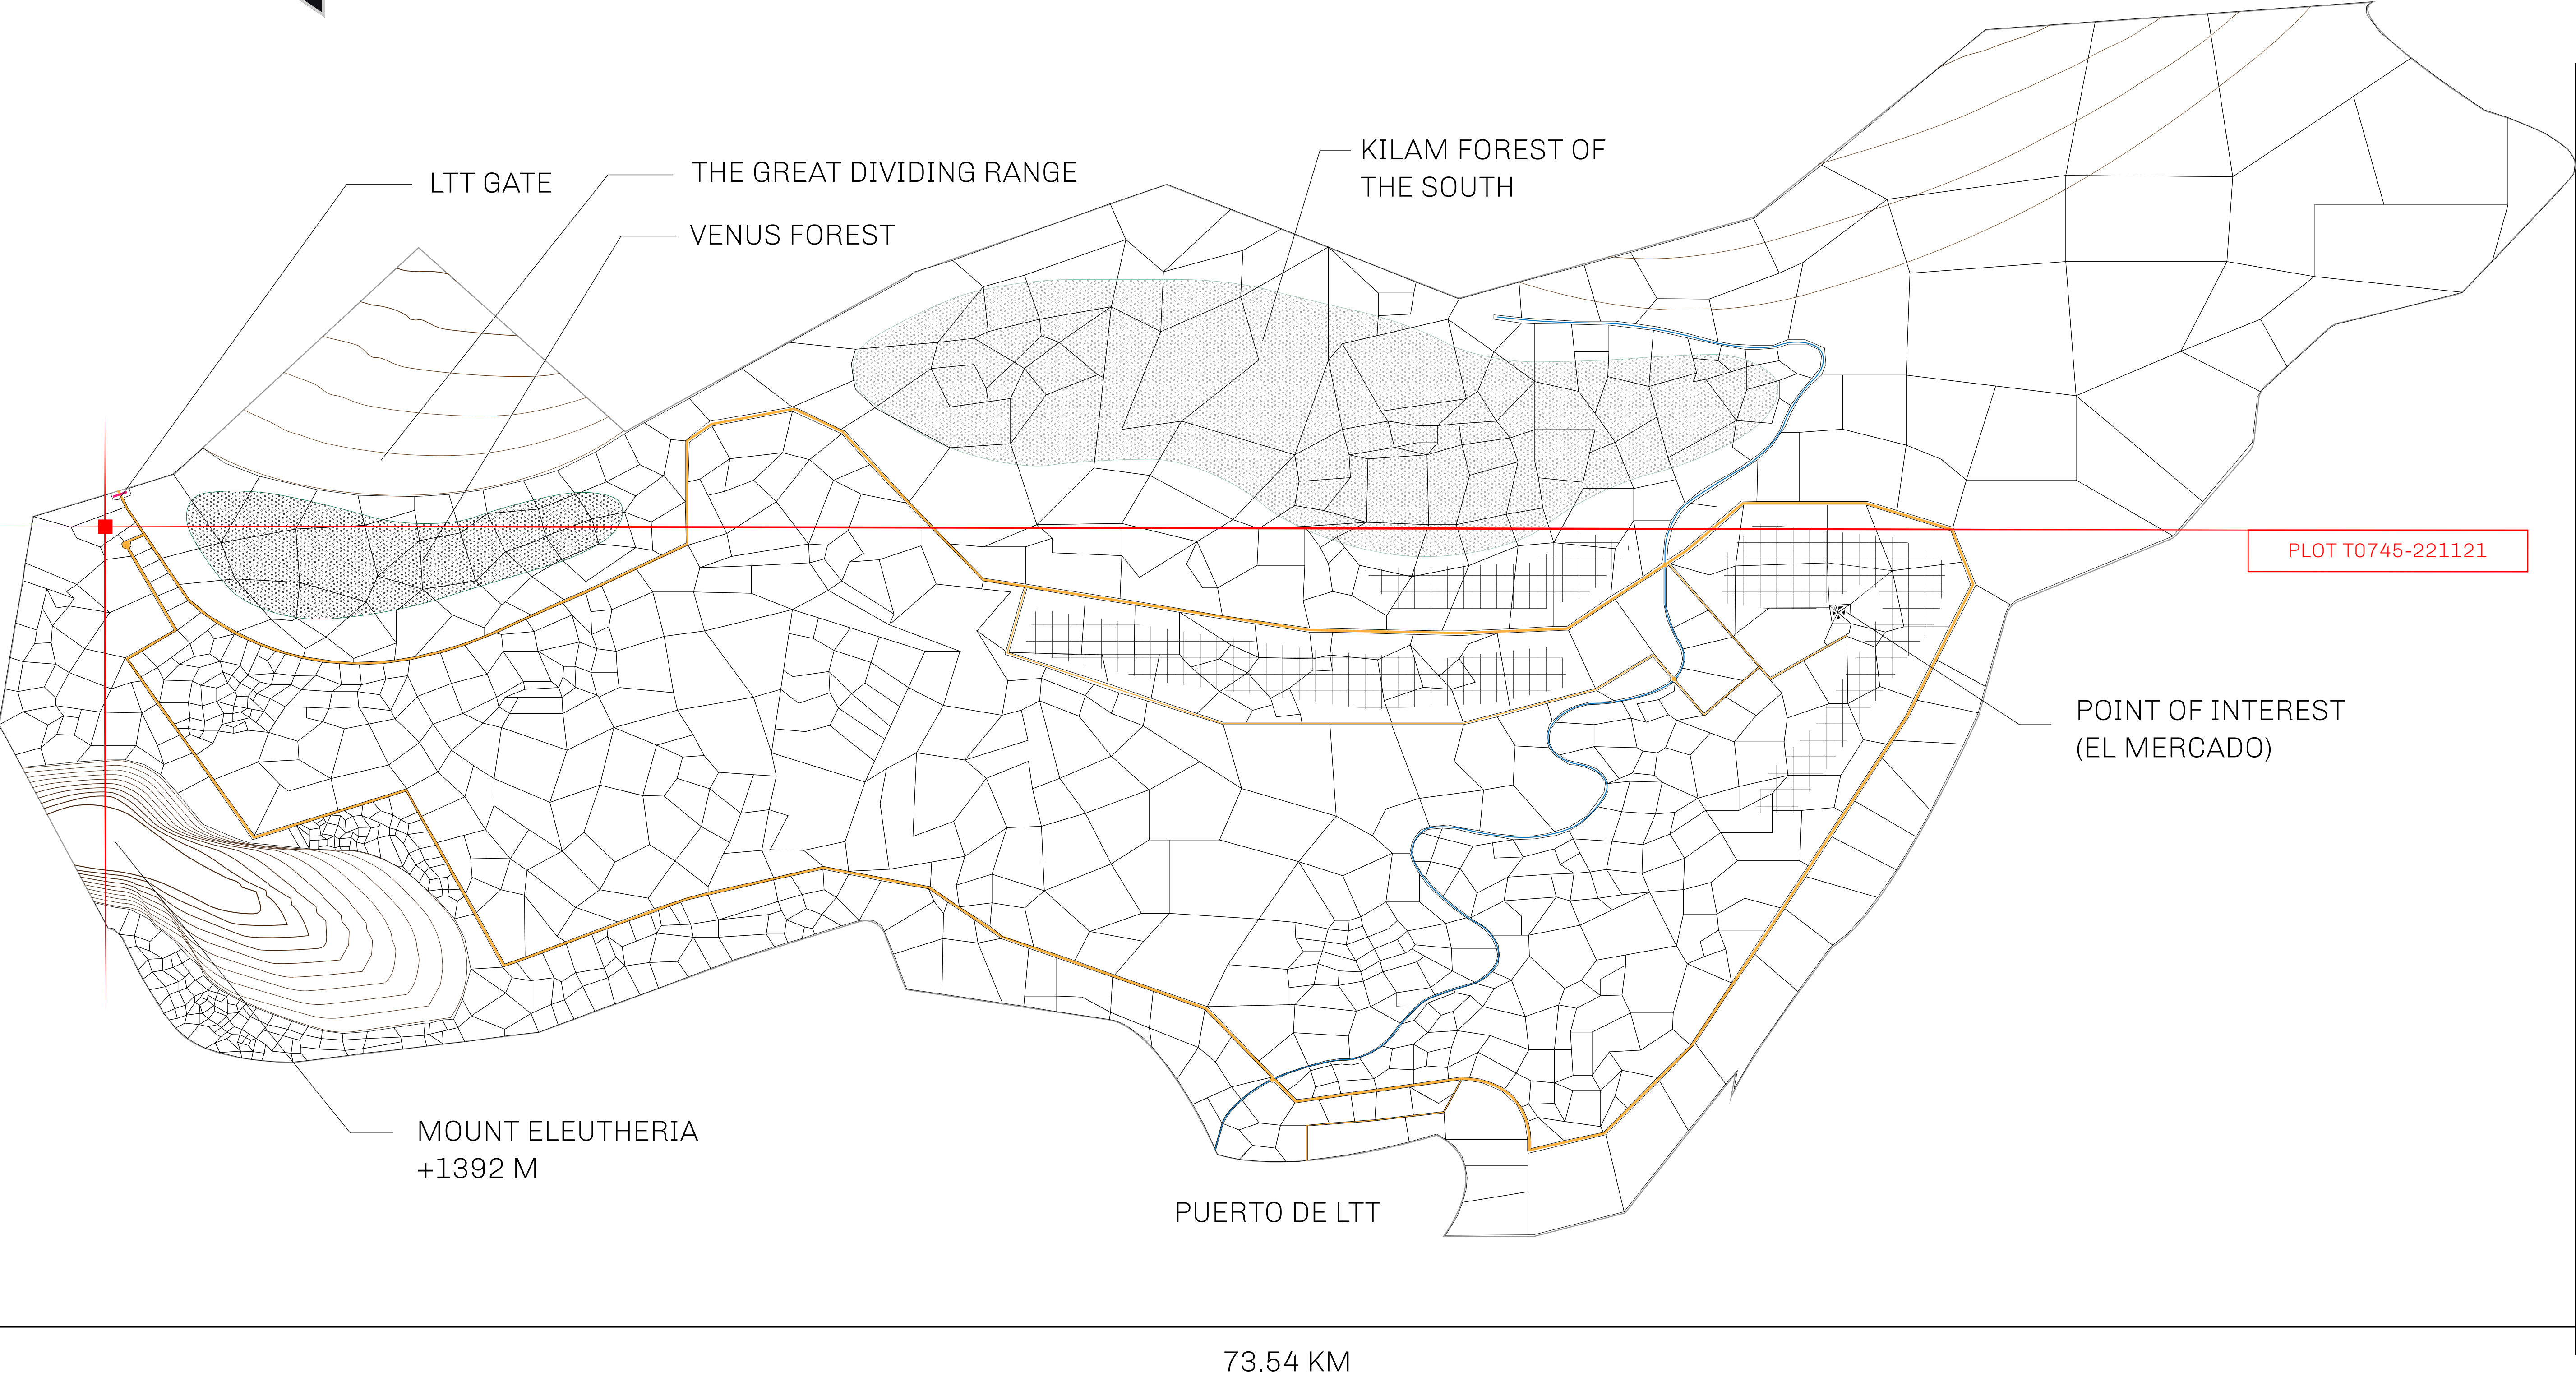 KILAM FOREST OF
THE SOUTH
THE GREAT DIVIDING RANGE
LTT GATE
VENUS FOREST
PLOT T0745-221121
POINT OF INTEREST
(EL MERCADO)
MOUNT ELEUTHERIA
+1392 M
PUERTO DE LTT
73.54 KM